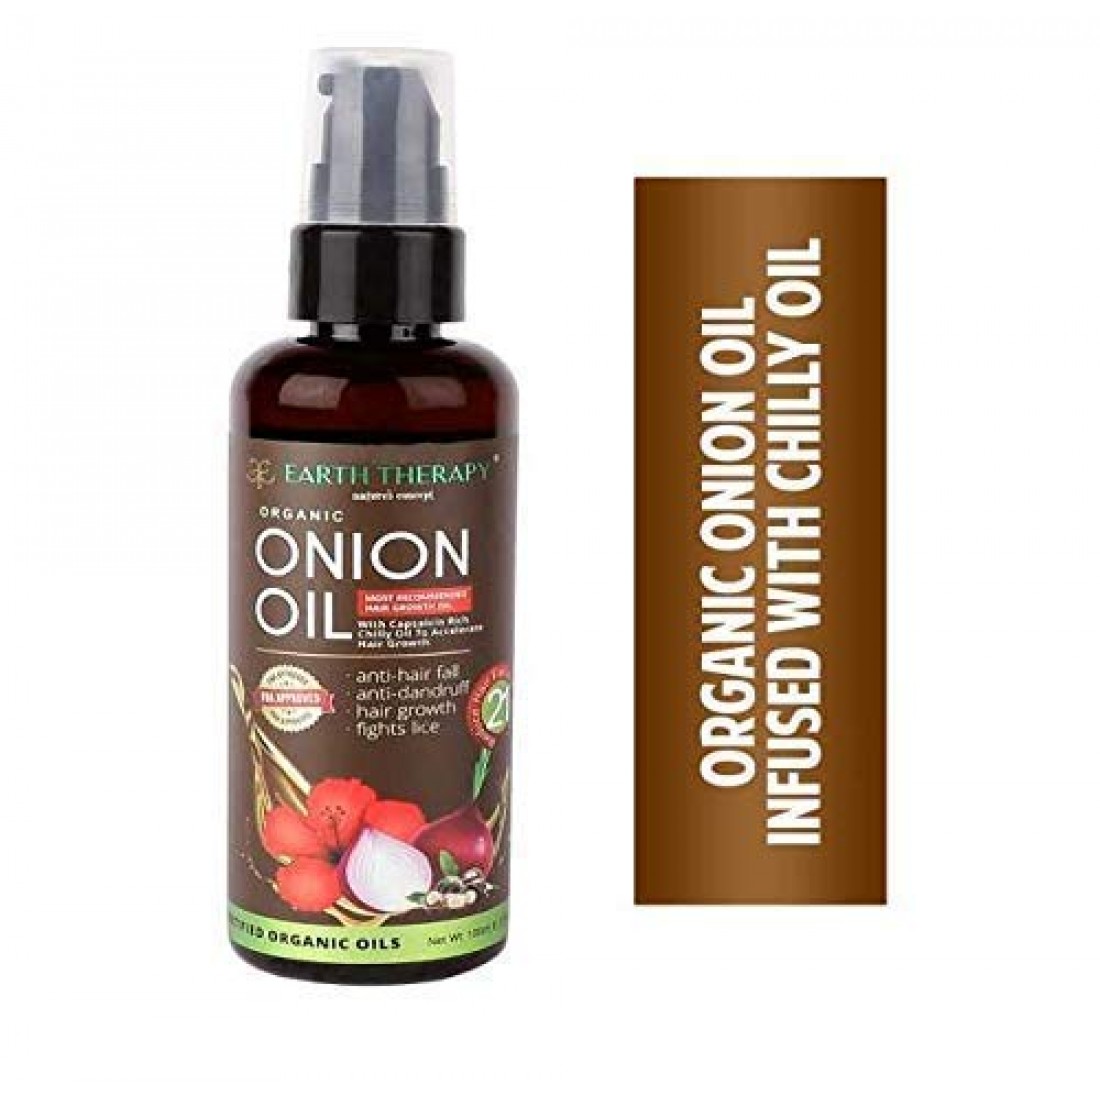 EARTH THERAPY®
nature's concept
ORGANIC
ONION
OIL
MOST RECOMMENDED
HAIR GROWTH OIL
With Capsaicin Rich
Chilly Oil To Accelerate
Hair Growth
· anti-hair fall
· anti-dandruff
· hair growth
· fights lice
FDA APPROVED
21
ORGANIC OILS
Net Wt.
ORGANIC ONION OIL
INFUSED WITH CHILLY OIL